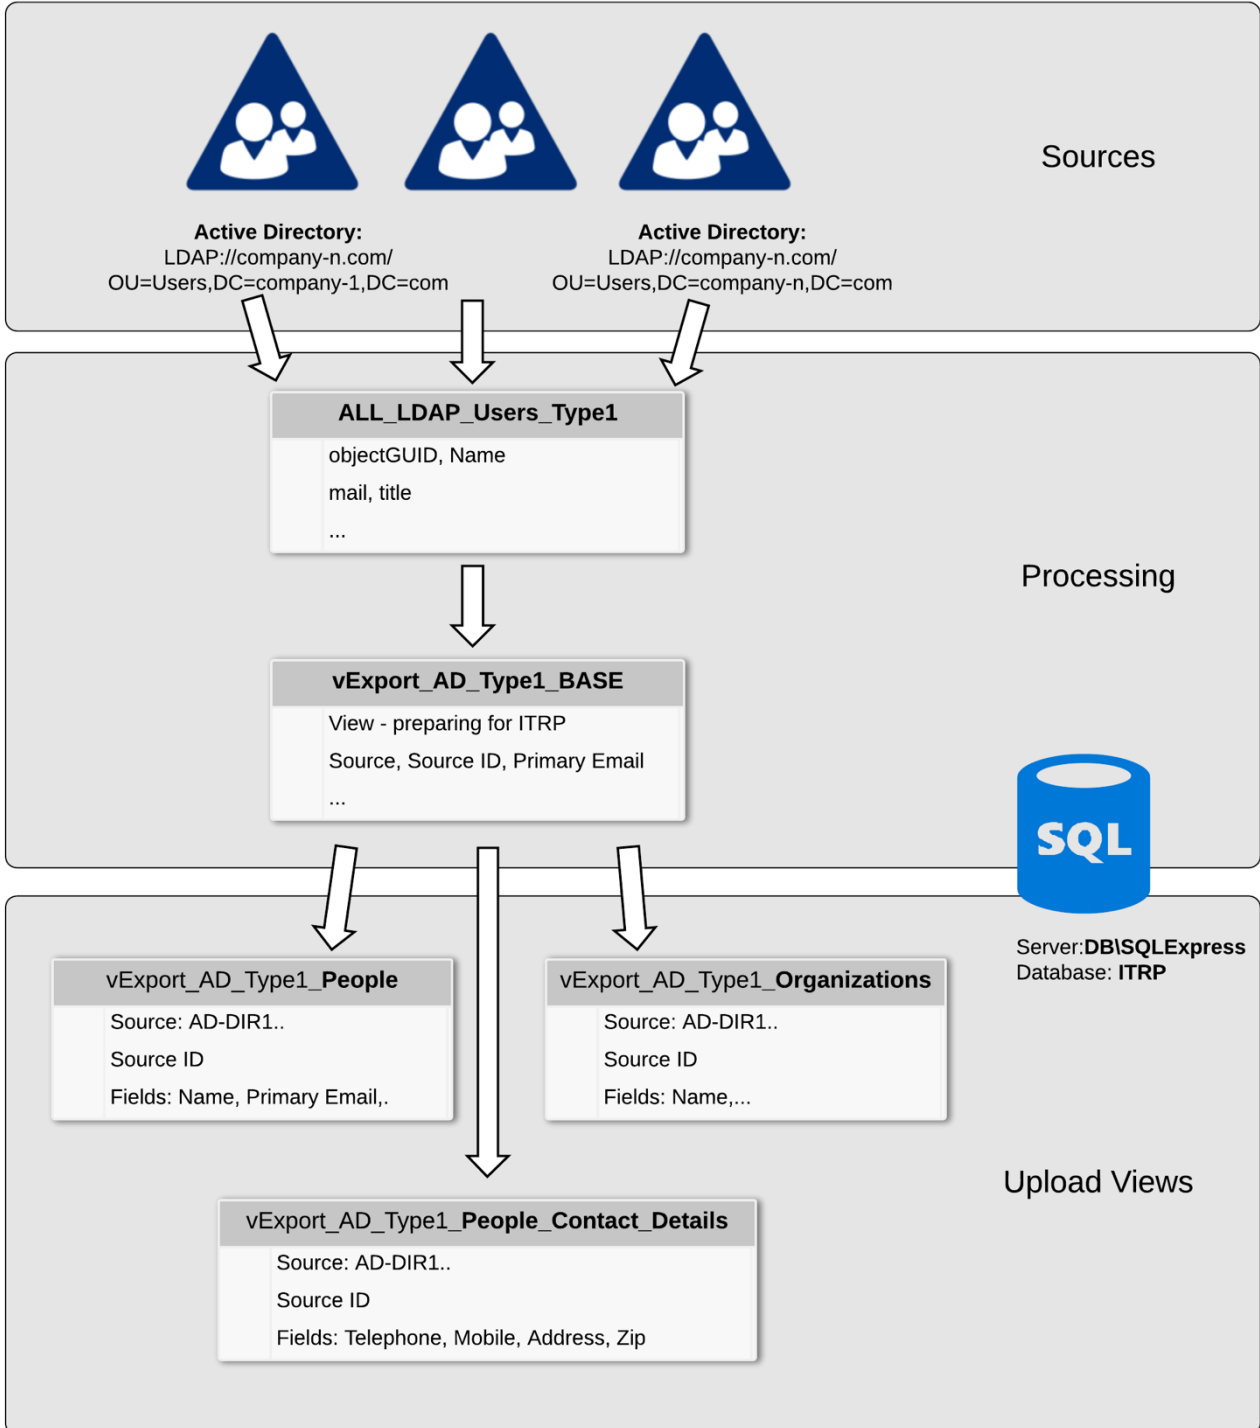 Sources
Active Directory:
LDAP://company-n.com/
OU=Users,DC=company-1,DC=com
Active Directory:
LDAP://company-n.com/
OU=Users,DC=company-n,DC=com
ALL_LDAP_Users_Type1
objectGUID, Name
mail, title
...
Processing
vExport_AD_Type1_BASE
View - preparing for ITRP
Source, Source ID, Primary Email
...
SQL
Server:DB\SQLExpress
Database: ITRP
vExport_AD_Type1_People
Source: AD-DIR1..
Source ID
Fields: Name, Primary Email,.
vExport_AD_Type1_Organizations
Source: AD-DIR1..
Source ID
Fields: Name,...
Upload Views
vExport_AD_Type1_People_Contact_Details
Source: AD-DIR1..
Source ID
Fields: Telephone, Mobile, Address, Zip